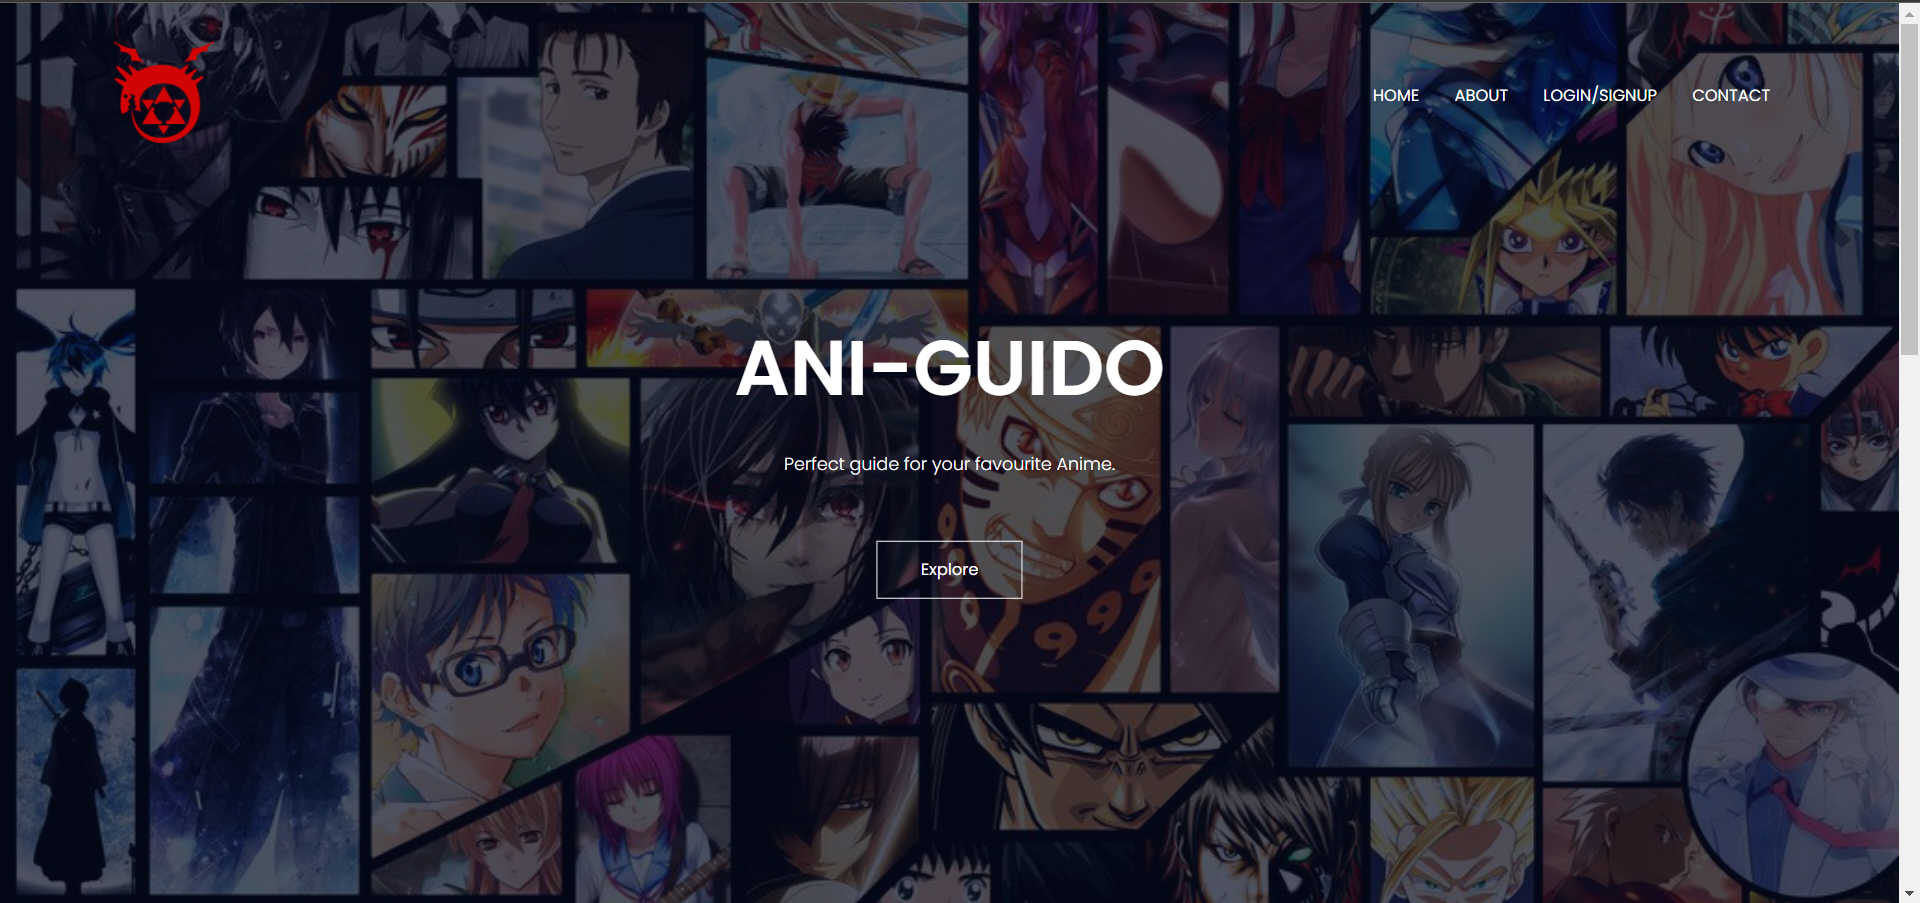 HOME ABOUT LOGIN/SIGNUP CONTACT
ANI-GUIDO
Perfect guide for your favourite Anime.
Explore